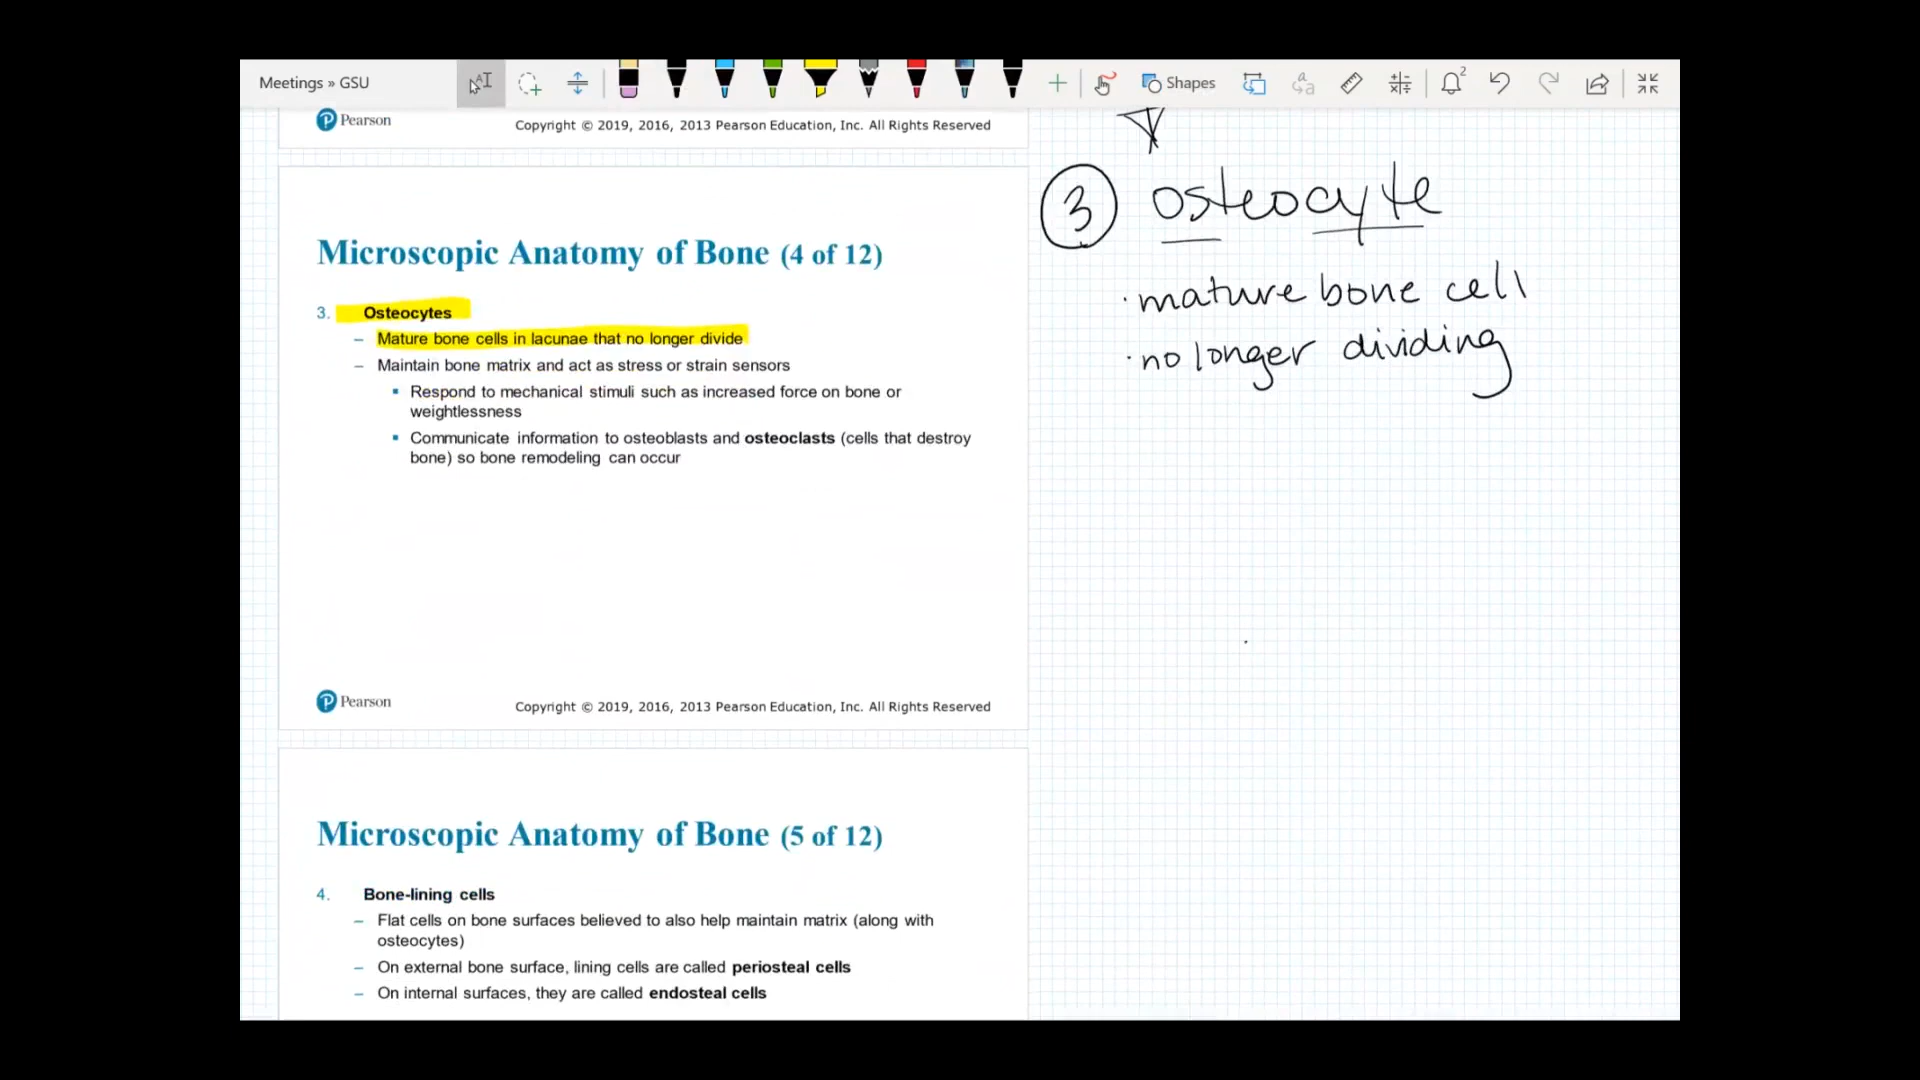 Meetings » GSU
Shapes
2
Pearson
Copyright © 2019, 2016, 2013 Pearson Education, Inc. All Rights Reserved
Microscopic Anatomy of Bone (4 of 12)
3. Osteocytes
– Mature bone cells in lacunae that no longer divide
– Maintain bone matrix and act as stress or strain sensors
▪ Respond to mechanical stimuli such as increased force on bone or
weightlessness
▪ Communicate information to osteoblasts and osteoclasts (cells that destroy
bone) so bone remodeling can occur
Pearson
Copyright © 2019, 2016, 2013 Pearson Education, Inc. All Rights Reserved
Microscopic Anatomy of Bone (5 of 12)
4. Bone-lining cells
– Flat cells on bone surfaces believed to also help maintain matrix (along with
osteocytes)
– On external bone surface, lining cells are called periosteal cells
– On internal surfaces, they are called endosteal cells
3 osteocyte
· mature bone cell
· no longer dividing